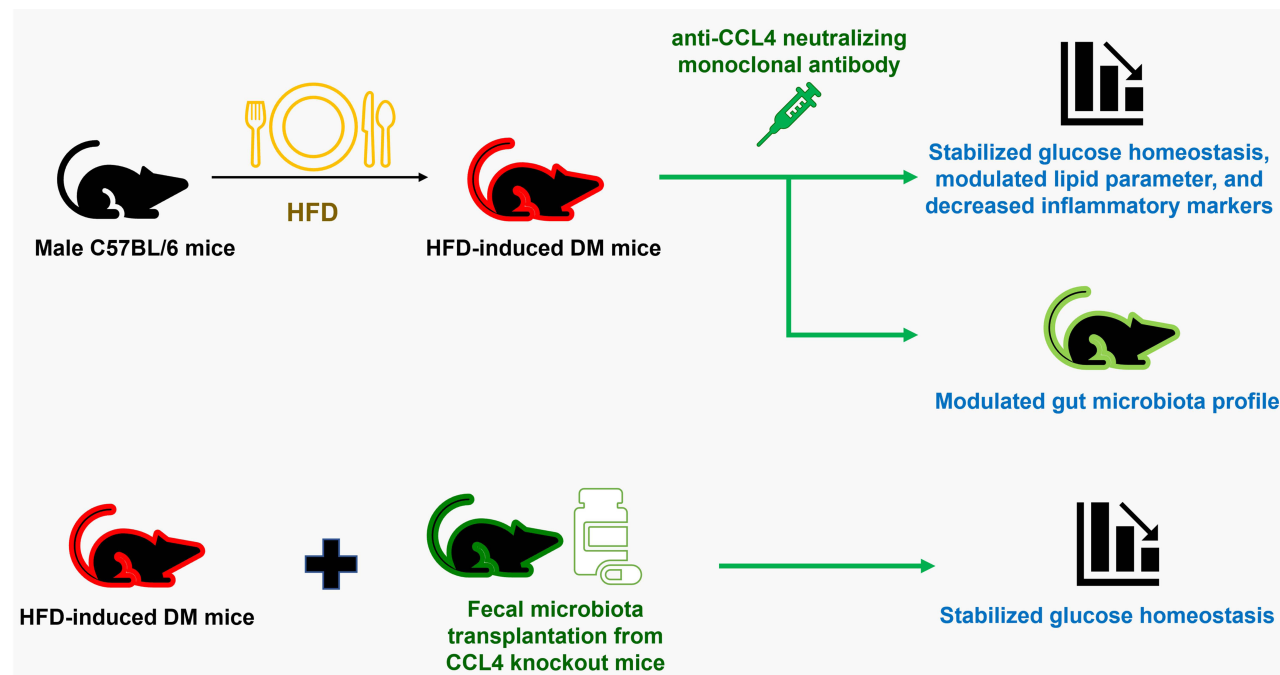 anti-CCL4 neutralizing
monoclonal antibody
HFD
Male C57BL/6 mice
HFD-induced DM mice
Stabilized glucose homeostasis,
modulated lipid parameter, and
decreased inflammatory markers
Modulated gut microbiota profile
HFD-induced DM mice
Fecal microbiota
transplantation from
CCL4 knockout mice
Stabilized glucose homeostasis